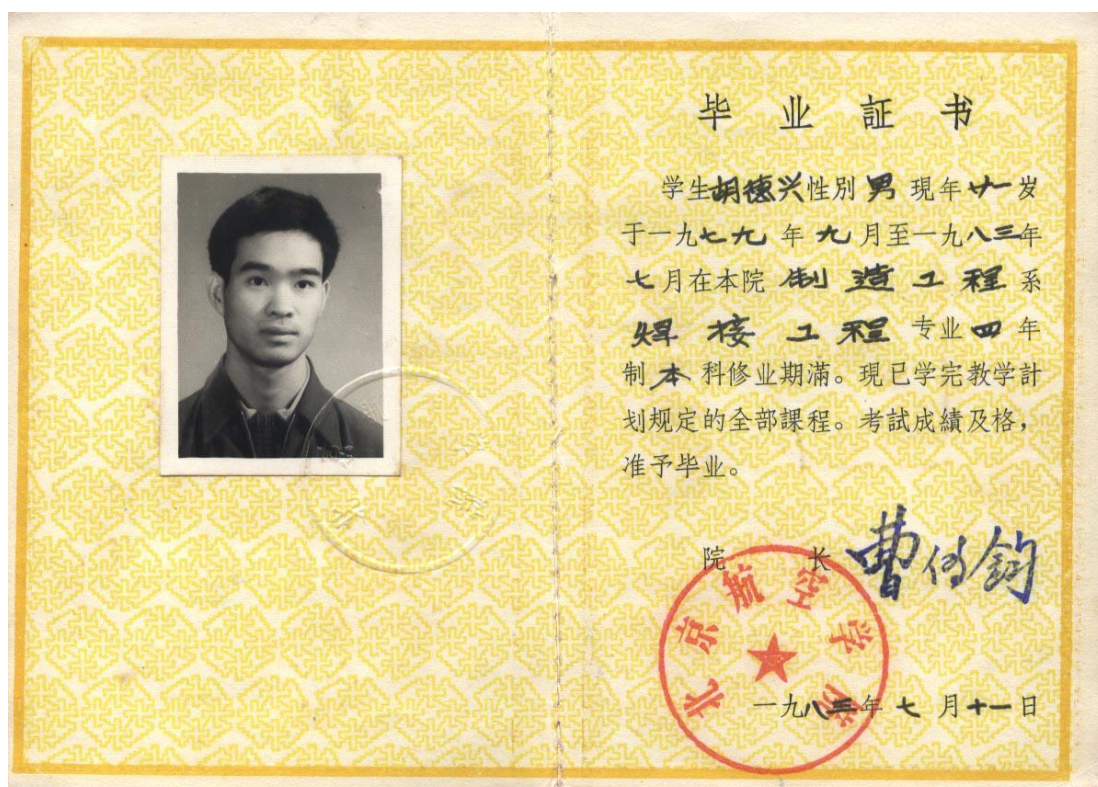 毕业証书
学生胡德兴性別男現年廿一岁
于一九七九年九月至一九八三年
七月在本院制造工程系
焊接工程专业四年
制本科修业期滿。現已学完教学計
划规定的全部課程。考試成績及格，
准予毕业。
院长 曹传鈞
北京航空学院
一九八三年七月十一日